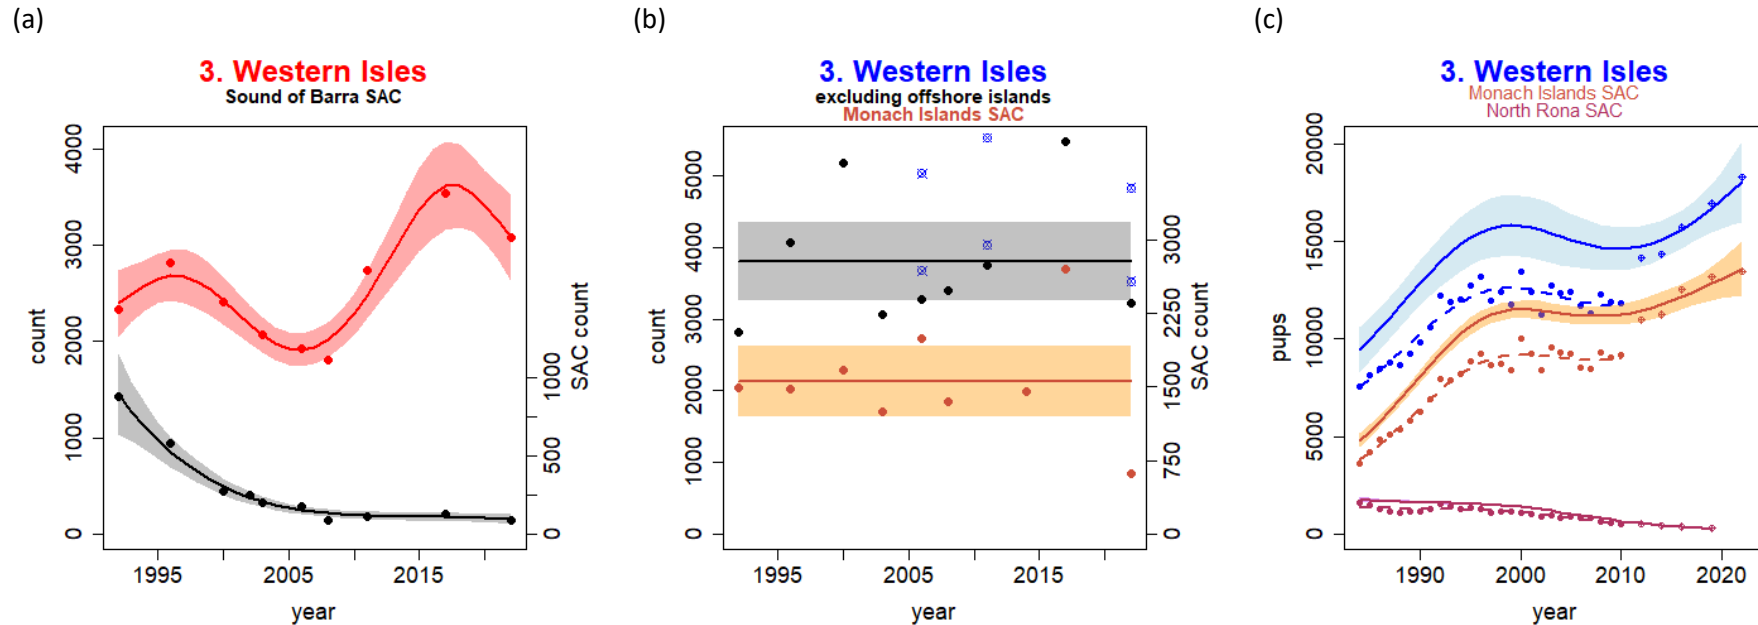 (a)
(b)
(c)
3. Western Isles
Sound of Barra SAC
4000
3000
2000
1000
0
count
1000
500
0
SAC count
1995
2005
2015
year
3. Western Isles
excluding offshore islands
Monach Islands SAC
5000
4000
3000
2000
1000
0
count
3000
2250
1500
750
0
SAC count
1995
2005
2015
year
3. Western Isles
Monach Islands SAC
North Rona SAC
20000
15000
10000
5000
0
pups
1990
2000
2010
2020
year